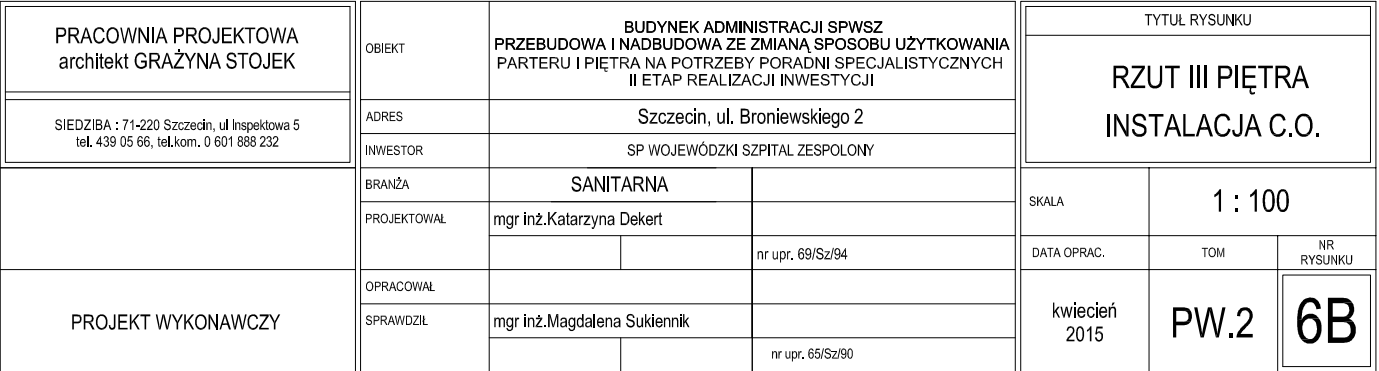 PRACOWNIA PROJEKTOWA
architekt GRAŻYNA STOJEK
SIEDZIBA : 71-220 Szczecin, ul Inspektowa 5
tel. 439 05 66, tel.kom. 0 601 888 232
PROJEKT WYKONAWCZY
OBIEKT
BUDYNEK ADMINISTRACJI SPWSZ
PRZEBUDOWA I NADBUDOWA ZE ZMIANĄ SPOSOBU UŻYTKOWANIA
PARTERU I PIĘTRA NA POTRZEBY PORADNI SPECJALISTYCZNYCH
II ETAP REALIZACJI INWESTYCJI
ADRES
Szczecin, ul. Broniewskiego 2
INWESTOR
SP WOJEWÓDZKI SZPITAL ZESPOLONY
BRANŻA
SANITARNA
PROJEKTOWAŁ
mgr inż.Katarzyna Dekert
nr upr. 69/Sz/94
OPRACOWAŁ
SPRAWDZIŁ
mgr inż.Magdalena Sukiennik
nr upr. 65/Sz/90
TYTUŁ RYSUNKU
RZUT III PIĘTRA
INSTALACJA C.O.
SKALA
1 : 100
DATA OPRAC.
TOM
NR
RYSUNKU
kwiecień
2015
PW.2
6B